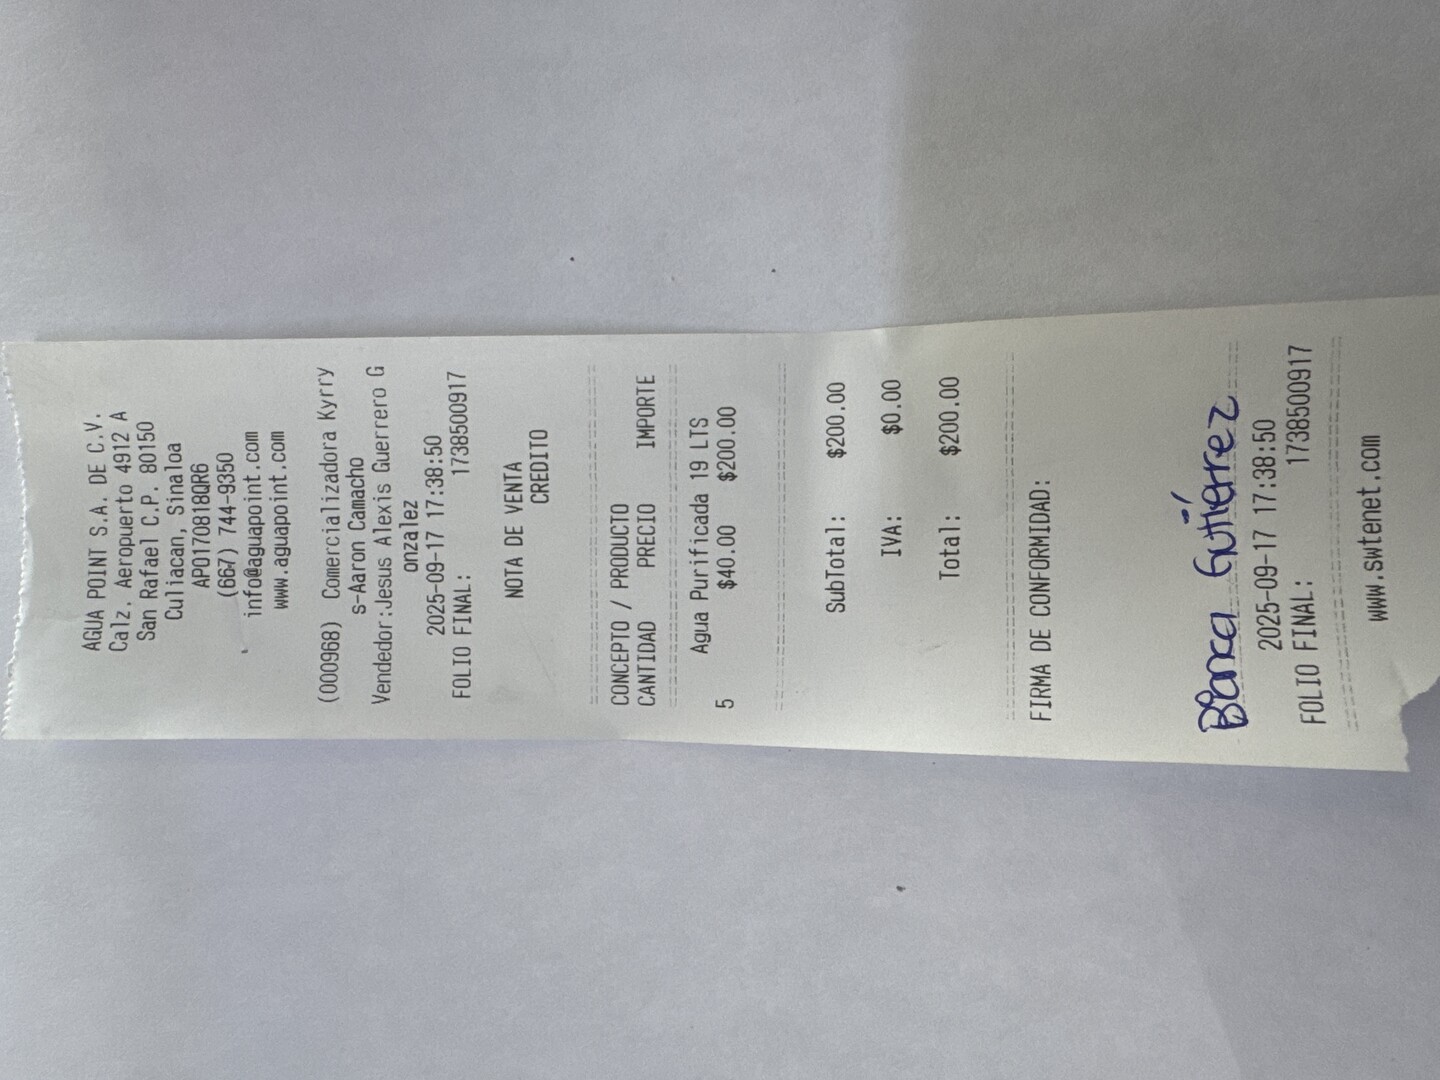 AGUA POINT S.A. DE C.V.
Calz. Aeropuerto 4912 A
San Rafael C.P. 80150
Culiacan, Sinaloa
APO170818QR6
(667) 744-9350
info@aguapoint.com
www.aguapoint.com
(000968) Comercializadora Kyrry
s-Aaron Camacho
Vendedor:Jesus Alexis Guerrero G
onzalez
2025-09-17 17:38:50
FOLIO FINAL: 1738500917
NOTA DE VENTA
CREDITO
CONCEPTO / PRODUCTO
CANTIDAD PRECIO IMPORTE
Agua Purificada 19 LTS
5 $40.00 $200.00
SubTotal: $200.00
IVA: $0.00
Total: $200.00
FIRMA DE CONFORMIDAD:
Blanca Gutiérrez
2025-09-17 17:38:50
FOLIO FINAL: 1738500917
www.swtenet.com